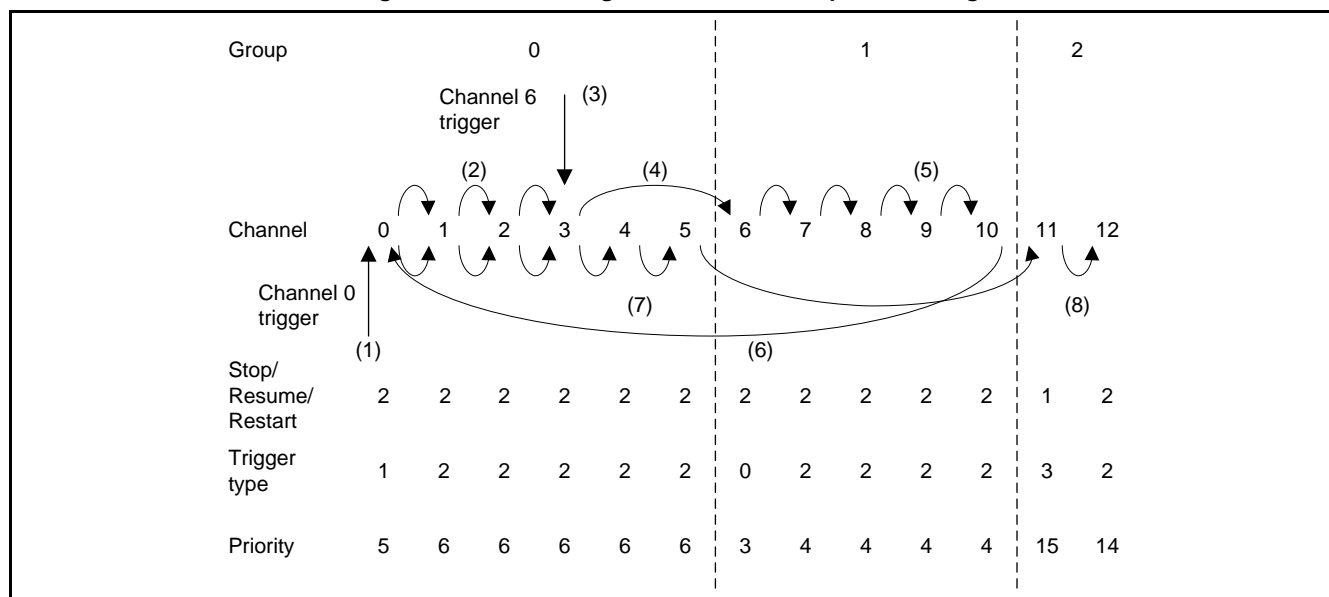 Group 0 1 2
Channel 6
trigger
(3)
(2) (4) (5)
Channel 0 1 2 3 4 5 6 7 8 9 10 11 12
Channel 0
trigger
(7) (8)
(1) (6)
Stop/
Resume/
Restart
2 2 2 2 2 2 2 2 2 2 2 1 2
Trigger
type
1 2 2 2 2 2 0 2 2 2 2 3 2
Priority 5 6 6 6 6 6 3 4 4 4 4 15 14